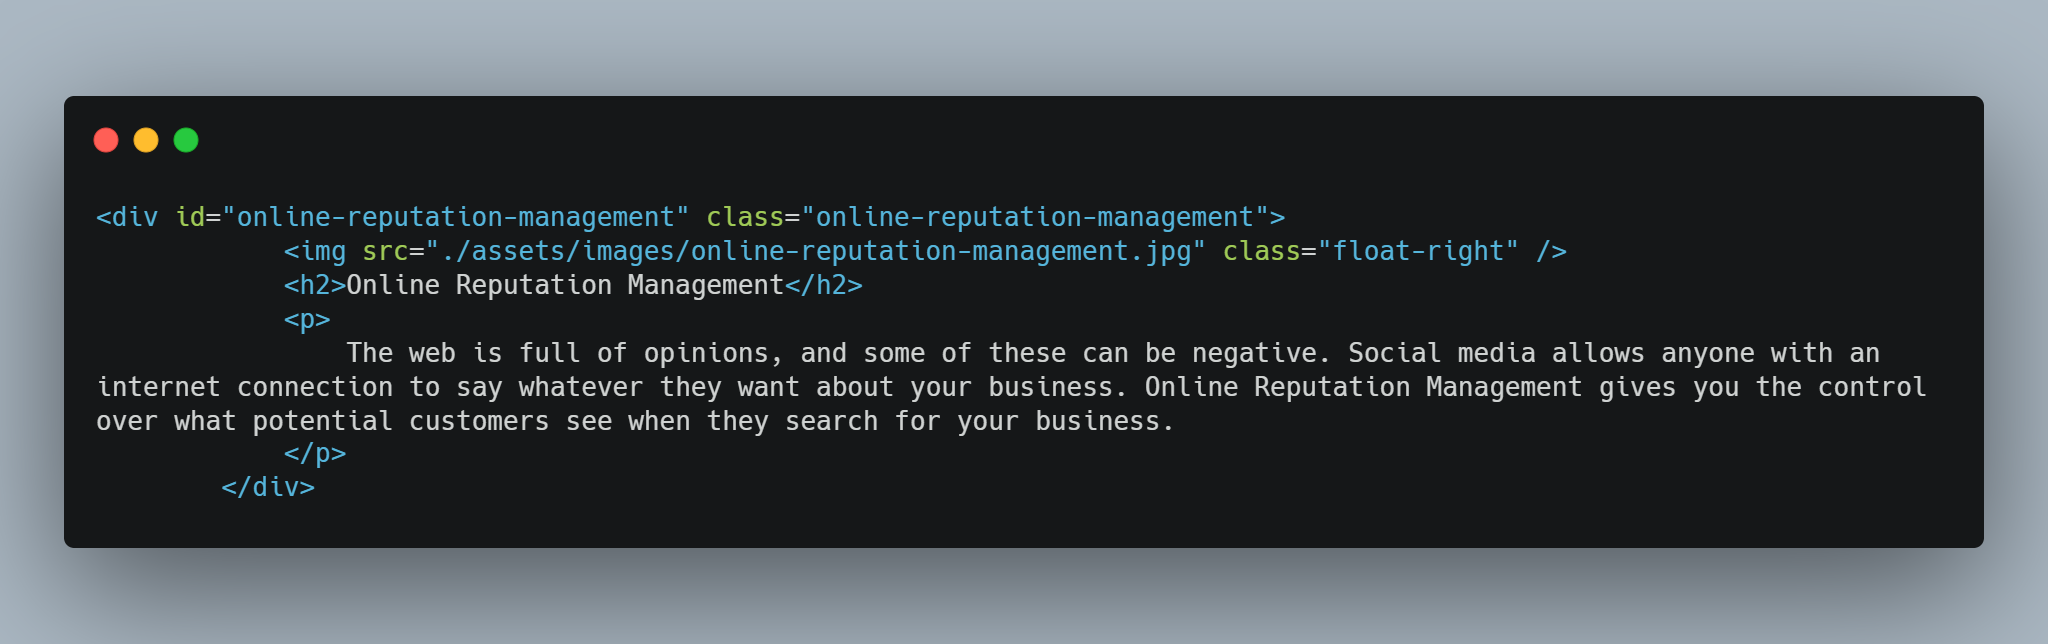 <div id="online-reputation-management" class="online-reputation-management">
            <img src="./assets/images/online-reputation-management.jpg" class="float-right" />
            <h2>Online Reputation Management</h2>
            <p>
                The web is full of opinions, and some of these can be negative. Social media allows anyone with an
internet connection to say whatever they want about your business. Online Reputation Management gives you the control
over what potential customers see when they search for your business.
            </p>
        </div>